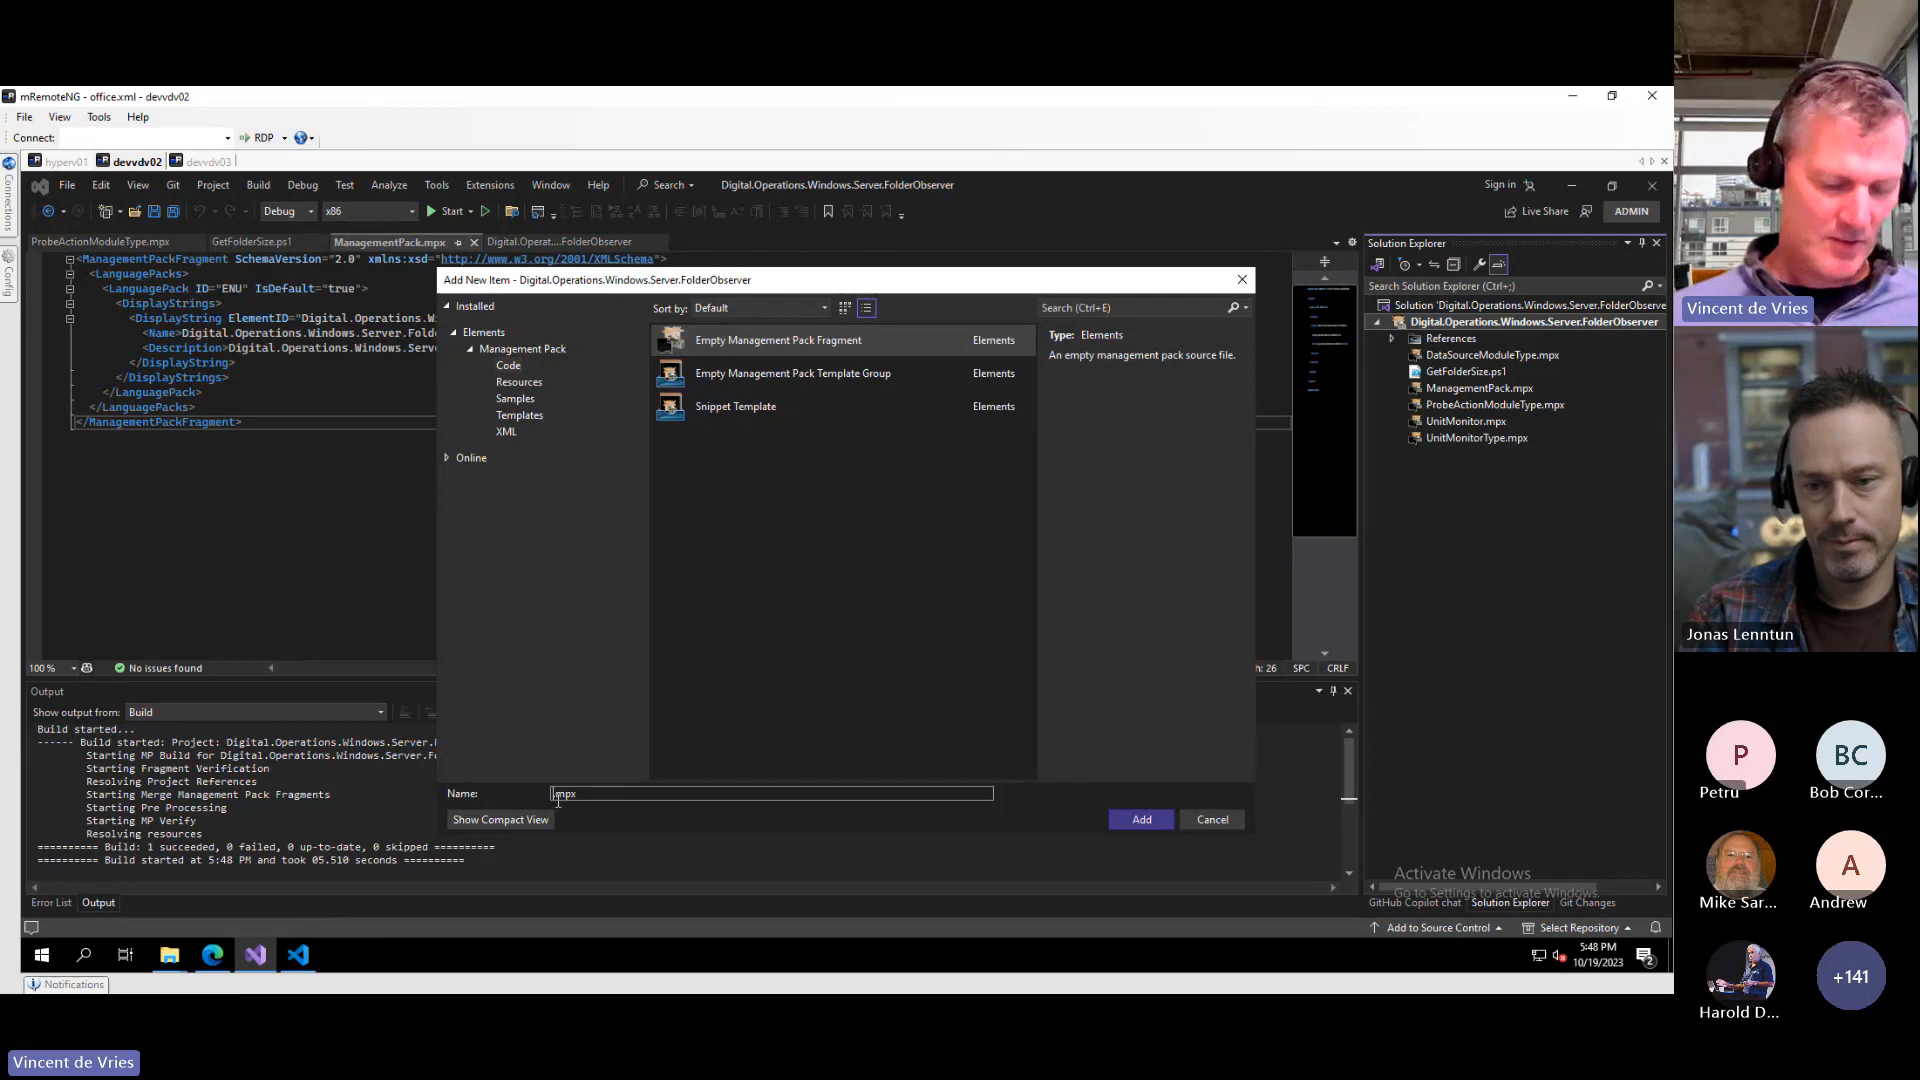 mRemoteNG - office.xml - devvdv02
File View Tools Help
Connect: RDP
hyperv01 devvdv02 devvdv03
Connections
Config
File Edit View Git Project Build Debug Test Analyze Tools Extensions Window Help Search Digital.Operations.Windows.Server.FolderObserver Sign in
Debug x86 Start Live Share ADMIN
ProbeActionModuleType.mpx GetFolderSize.ps1 ManagementPack.mpx Digital.Operat....FolderObserver
<ManagementPackFragment SchemaVersion="2.0" xmlns:xsd="http://www.w3.org/2001/XMLSchema">
<LanguagePacks>
<LanguagePack ID="ENU" IsDefault="true">
<DisplayStrings>
<DisplayString ElementID="Digital.Operations.W
<Name>Digital.Operations.Windows.Server.Fold
<Description>Digital.Operations.Windows.Serv
</DisplayString>
</DisplayStrings>
</LanguagePack>
</LanguagePacks>
</ManagementPackFragment>
100 % No issues found
h: 26 SPC CRLF
Add New Item - Digital.Operations.Windows.Server.FolderObserver
Installed
Elements
Management Pack
Code
Resources
Samples
Templates
XML
Online
Sort by: Default
Search (Ctrl+E)
Empty Management Pack Fragment Elements
Empty Management Pack Template Group Elements
Snippet Template Elements
Type: Elements
An empty management pack source file.
Name: .mpx
Show Compact View
Add Cancel
Output
Show output from: Build
Build started...
------ Build started: Project: Digital.Operations.Windows.Server.
Starting MP Build for Digital.Operations.Windows.Server.Fo
Starting Fragment Verification
Resolving Project References
Starting Merge Management Pack Fragments
Starting Pre Processing
Starting MP Verify
Resolving resources
========== Build: 1 succeeded, 0 failed, 0 up-to-date, 0 skipped ==========
========== Build started at 5:48 PM and took 05.510 seconds ==========
Error List Output
Solution Explorer
Search Solution Explorer (Ctrl+;)
Solution 'Digital.Operations.Windows.Server.FolderObserve
Digital.Operations.Windows.Server.FolderObserver
References
DataSourceModuleType.mpx
GetFolderSize.ps1
ManagementPack.mpx
ProbeActionModuleType.mpx
UnitMonitor.mpx
UnitMonitorType.mpx
Activate Windows
Go to Settings to activate Windows.
GitHub Copilot chat Solution Explorer Git Changes
Add to Source Control Select Repository
5:48 PM
10/19/2023
2
Notifications
Vincent de Vries
Jonas Lenntun
P BC
Petru Bob Cor...
A
Mike Sar... Andrew
+141
Harold D...
Vincent de Vries